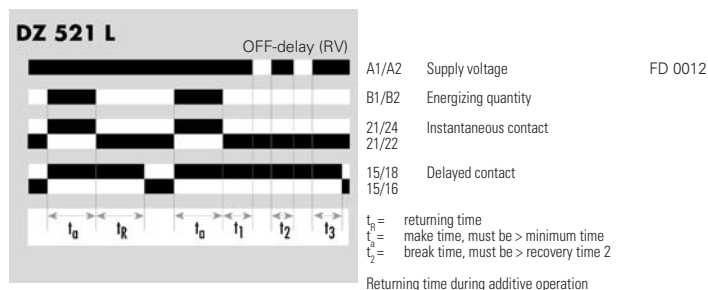 DZ 521 L
OFF-delay (RV)
A1/A2 Supply voltage FD 0012
B1/B2 Energizing quantity
21/24 Instantaneous contact
21/22
15/18 Delayed contact
15/16
ta tR ta t1 t2 t3
tR = returning time
ta = make time, must be > minimum time
t2 = break time, must be > recovery time 2
Returning time during additive operation